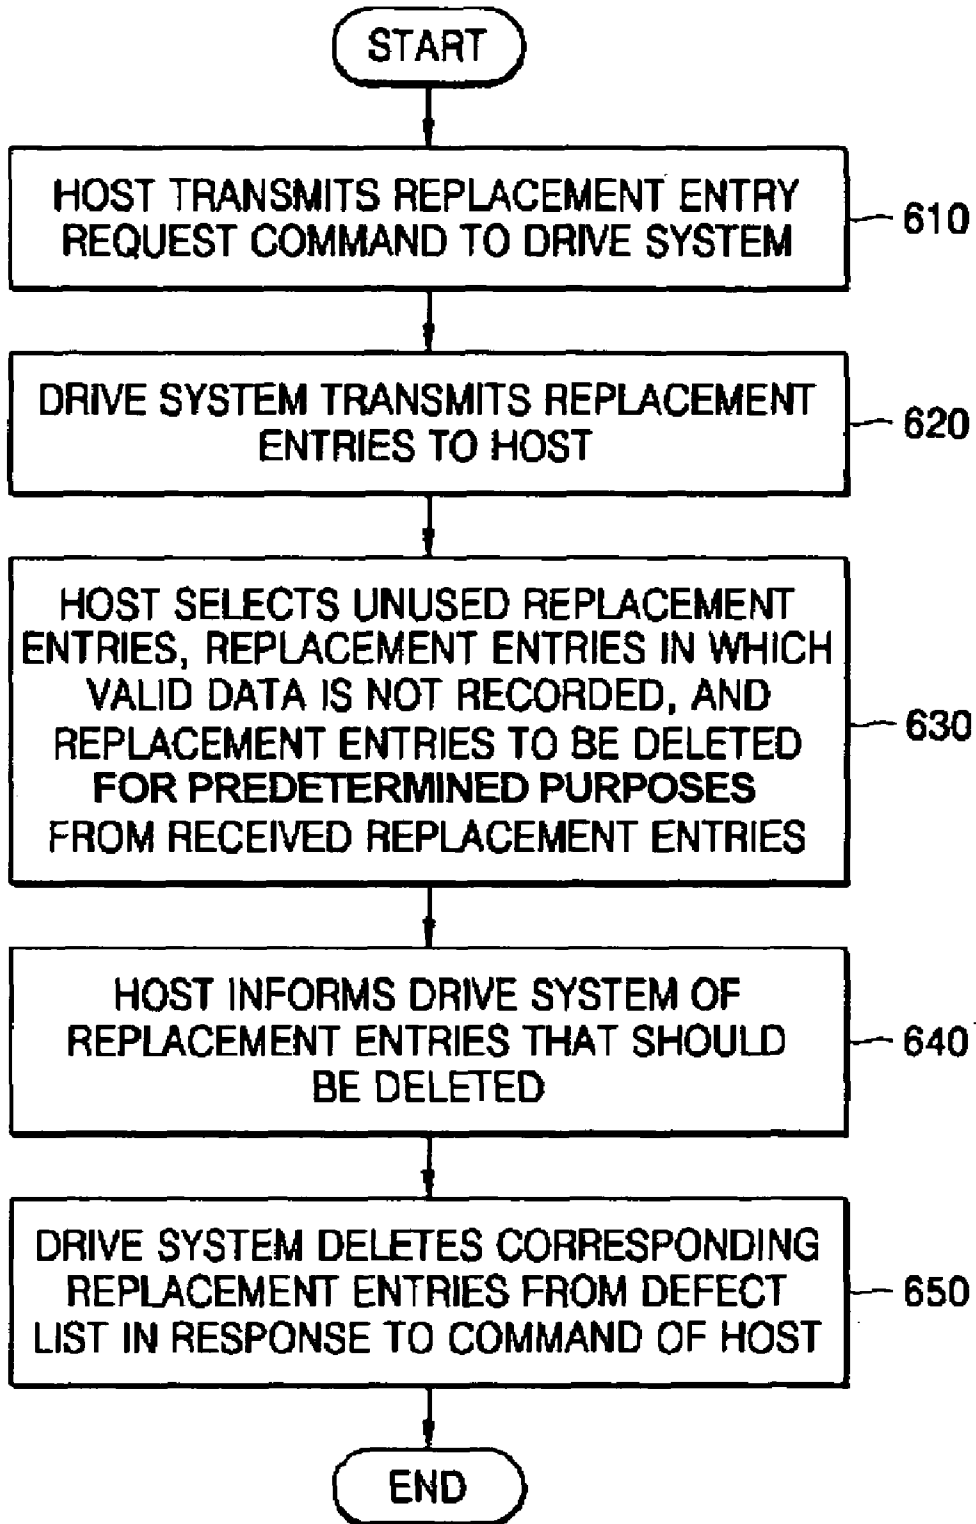 START
HOST TRANSMITS REPLACEMENT ENTRY
REQUEST COMMAND TO DRIVE SYSTEM
610
DRIVE SYSTEM TRANSMITS REPLACEMENT
ENTRIES TO HOST
620
HOST SELECTS UNUSED REPLACEMENT
ENTRIES, REPLACEMENT ENTRIES IN WHICH
VALID DATA IS NOT RECORDED, AND
REPLACEMENT ENTRIES TO BE DELETED
FOR PREDETERMINED PURPOSES
FROM RECEIVED REPLACEMENT ENTRIES
630
HOST INFORMS DRIVE SYSTEM OF
REPLACEMENT ENTRIES THAT SHOULD
BE DELETED
640
DRIVE SYSTEM DELETES CORRESPONDING
REPLACEMENT ENTRIES FROM DEFECT
LIST IN RESPONSE TO COMMAND OF HOST
650
END